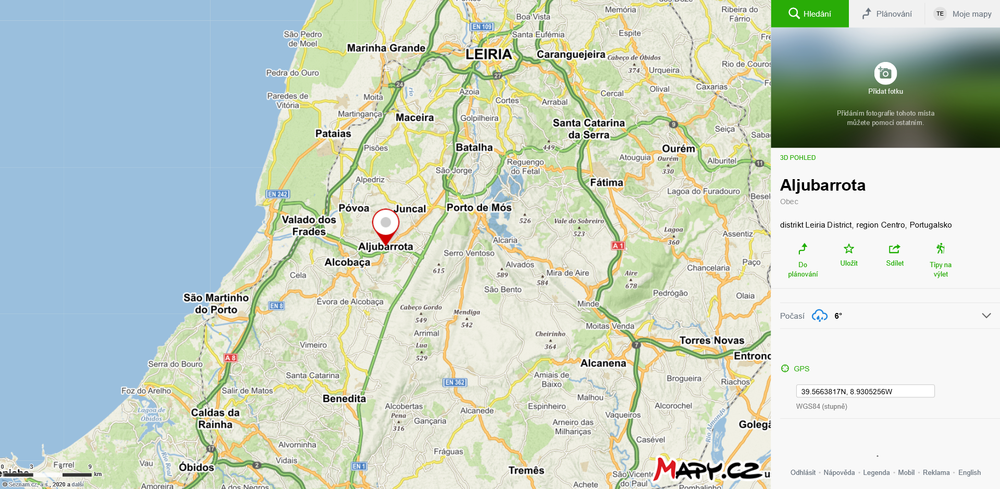 dos Doze
Memória
Ribeira do
Fárrio
Boa Vista
EN 109
Santa Eufémia
Espite
São Pedro
de Moel
Marinha Grande
LEIRIA
Caranguejeira
Cabeço de Óbidos
374
Urqueira
Rio de Couros
Pedra do Ouro
27
24
rio
Azoia
Cortes
Arrabal
Cercal
Olival
Caxarias
Paredes de
Vitória
Moita
Martingança
Maceira
Golpilheira
Santa Catarina
da Serra
9
Seiça
Pataias
Pisões
Batalha
449
Ourém
Atouguia
Ourém
330
Alburitel
11
São Jorge
Reguengo
do Fetal
Alpedriz
Fátima
Lagoa do Furadouro
EN 242
Póvoa
Juncal
Porto de Mós
526
Vale do Sobreiro
523
Valado dos
Frades
Lagoa
360
Assentiz
Aljubarrota
Alcaria
A 1
Serro Ventoso
Alcobaça
Cela
615
Alvados
589
Mira de Aire
584
Aire
678
Chancelaria
Paço
São Bento
Pedrógão
Olaia
São Martinho
do Porto
EN 8
Évora de Alcobaça
Cabeço Gordo
549
Mendiga
542
Minde
Arrimal
Moitas Venda
Cheirinho
364
7
Torres Novas
Vimeiro
Lua
529
A 8
Serra do Bouro
Alcanena
Santa Catarina
Amiais de
Baixo
Brogueira
Riachos
EN 362
Foz do Arelho
Salir de Matos
Benedita
Malhou
Alcobertas
Pena
316
Gançaria
Alcanede
Espinheiro
Alcorochel
Vaqueiros
Lagoa de
Óbidos
Caldas da
Rainha
Arneiro das
Milhariças
Rio Almonda
Casével
Alvorninha
17
Fráguas
Vau
Rio Real
Vidais
2
Óbidos
EN 1
Tremês
São Vicente
do Paul
Ferrel
Amoreira
A dos Negros
Achete
Pombalinho
0 3 6 9 km
© Seznam.cz, a.s., 2020 a další
MAPY.CZ
Hledání
Plánování
TE
Moje mapy
Přidat fotku
Přidáním fotografie tohoto místa
můžete pomoci ostatním.
3D POHLED
Aljubarrota
Obec
distrikt Leiria District, region Centro, Portugalsko
Do
plánování
Uložit
Sdílet
Tipy na
výlet
Počasí 6°
GPS
39.5663817N, 8.9305256W
WGS84 (stupně)
-
Odhlásit • Nápověda • Legenda • Mobil • Reklama • English